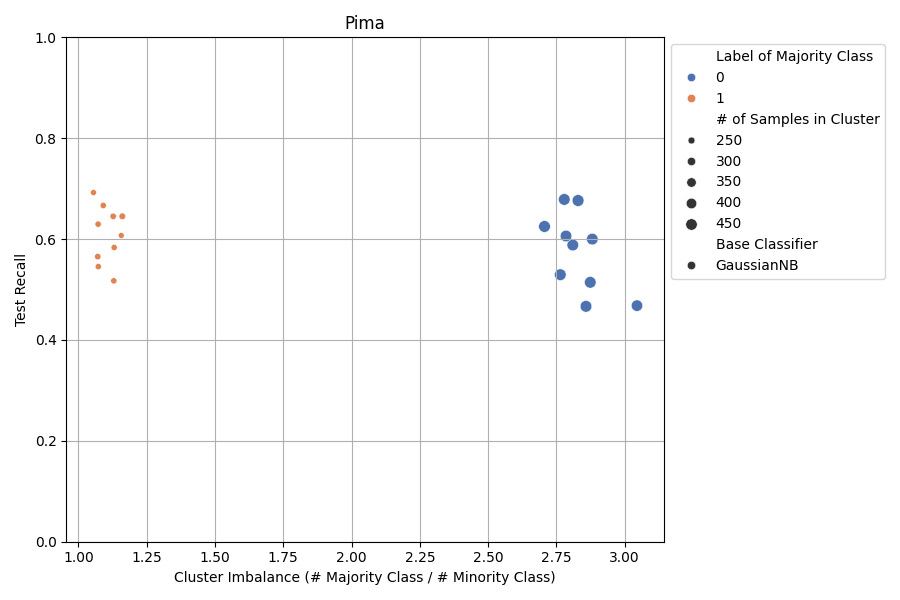 Pima
1.0
0.8
0.6
0.4
0.2
0.0
Test Recall
1.00 1.25 1.50 1.75 2.00 2.25 2.50 2.75 3.00
Cluster Imbalance (# Majority Class / # Minority Class)
Label of Majority Class
0
1
# of Samples in Cluster
250
300
350
400
450
Base Classifier
GaussianNB